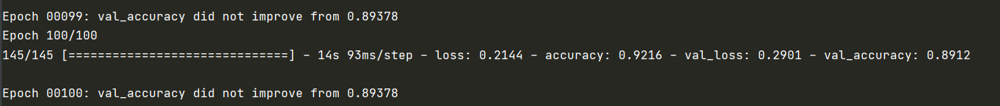 Epoch 00099: val_accuracy did not improve from 0.89378
Epoch 100/100
145/145 [==============================] - 14s 93ms/step - loss: 0.2144 - accuracy: 0.9216 - val_loss: 0.2901 - val_accuracy: 0.8912
Epoch 00100: val_accuracy did not improve from 0.89378